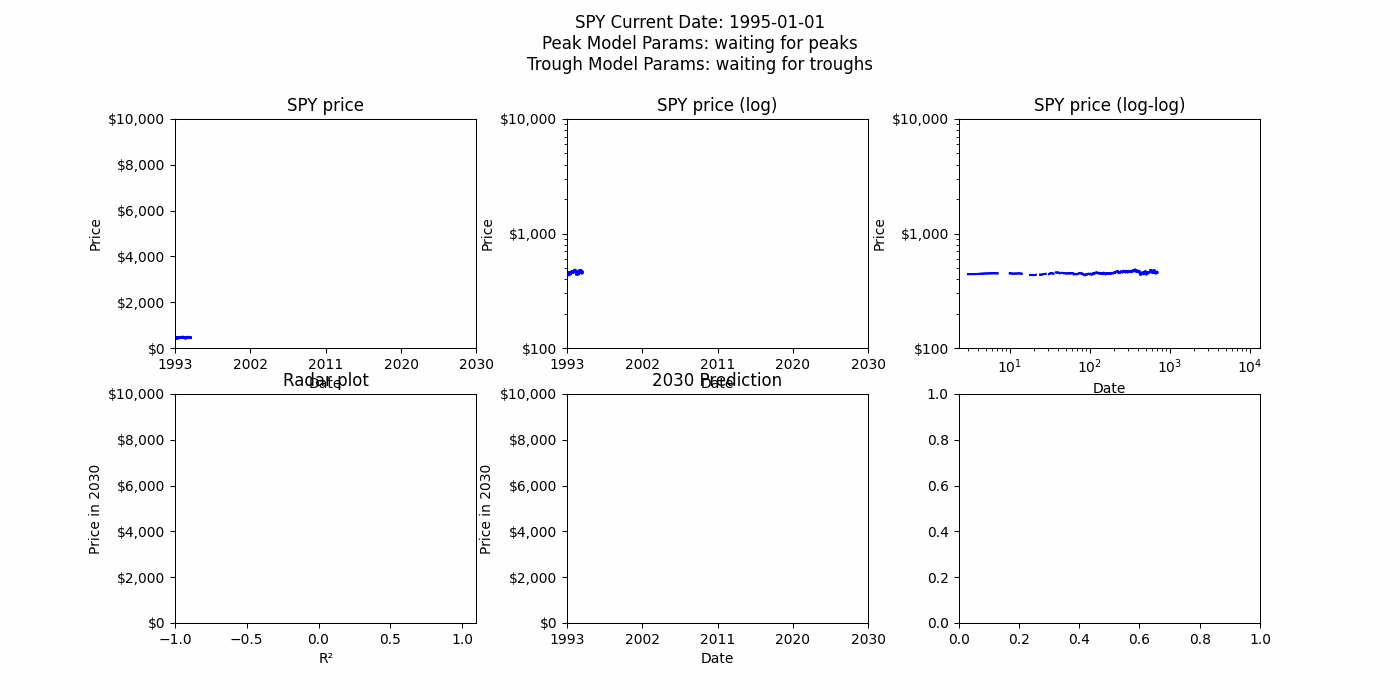 SPY Current Date: 1995-01-01
Peak Model Params: waiting for peaks
Trough Model Params: waiting for troughs
SPY price
$10,000
$8,000
$6,000
$4,000
$2,000
$0
Price
1993 2002 2011 2020 2030
Date
SPY price (log)
$10,000
$1,000
$100
Price
1993 2002 2011 2020 2030
Date
SPY price (log-log)
$10,000
$1,000
$100
Price
10¹ 10² 10³ 10⁴
Date
Radar plot
$10,000
$8,000
$6,000
$4,000
$2,000
$0
Price in 2030
−1.0 −0.5 0.0 0.5 1.0
R²
2030 Prediction
$10,000
$8,000
$6,000
$4,000
$2,000
$0
Price in 2030
1993 2002 2011 2020 2030
Date
1.0
0.8
0.6
0.4
0.2
0.0
0.0 0.2 0.4 0.6 0.8 1.0